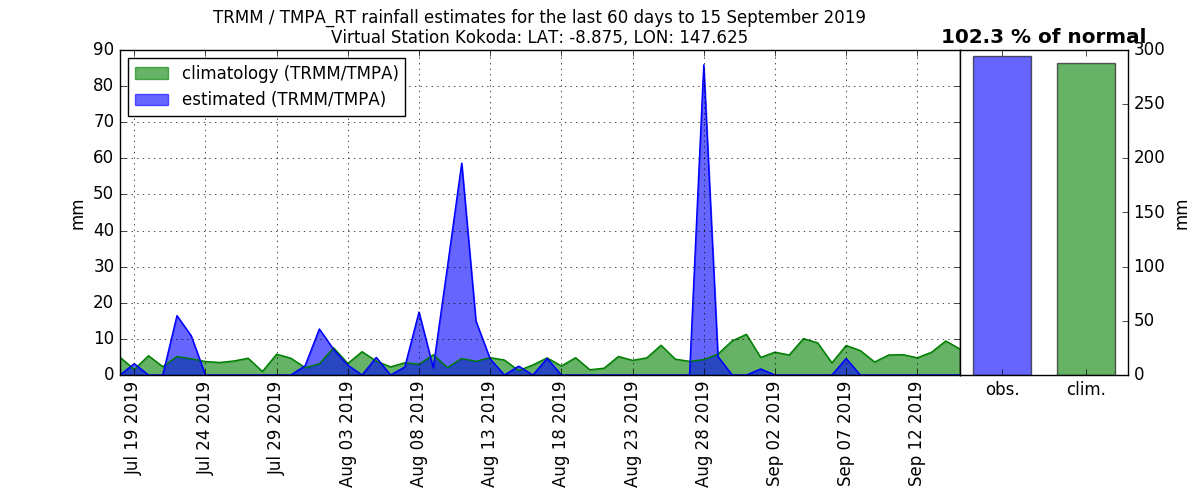 TRMM / TMPA_RT rainfall estimates for the last 60 days to 15 September 2019
Virtual Station Kokoda: LAT: -8.875, LON: 147.625
102.3 % of normal
climatology (TRMM/TMPA)
estimated (TRMM/TMPA)
90
80
70
60
50
40
30
20
10
0
mm
Jul 19 2019
Jul 24 2019
Jul 29 2019
Aug 03 2019
Aug 08 2019
Aug 13 2019
Aug 18 2019
Aug 23 2019
Aug 28 2019
Sep 02 2019
Sep 07 2019
Sep 12 2019
obs.
clim.
300
250
200
150
100
50
0
mm